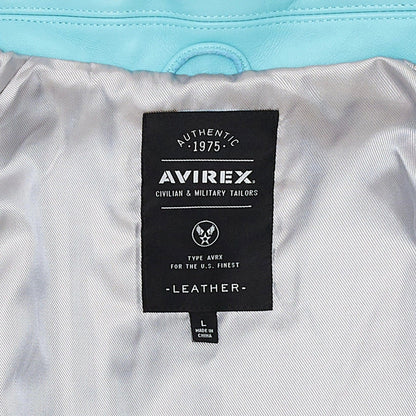 AUTHENTIC
·1975·
AVIREX.
CIVILIAN & MILITARY TAILORS
TYPE AVRX
FOR THE U.S. FINEST
-LEATHER-
L
MADE IN
CHINA